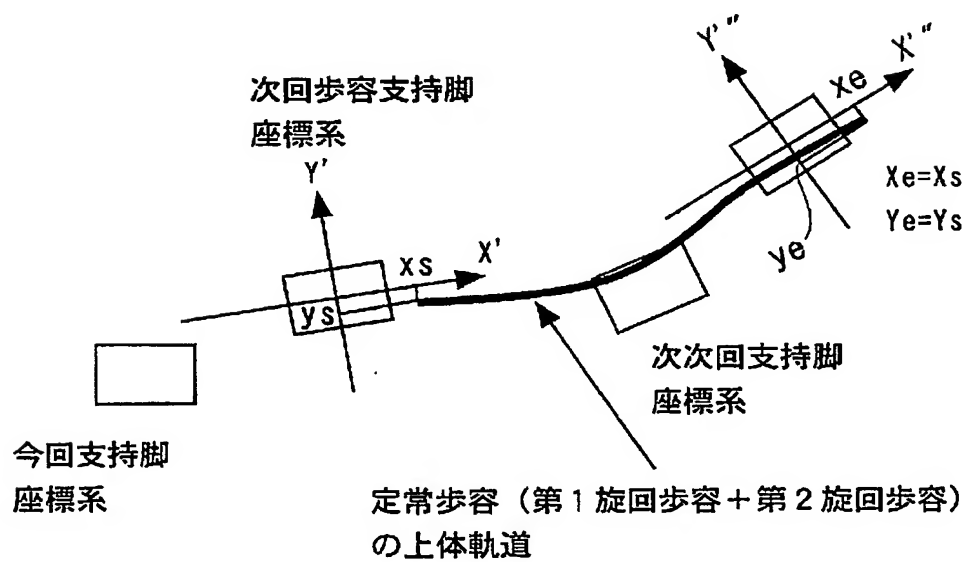 次回歩容支持脚
座標系
Y'
X'
xs
ys
Y'"
X'"
xe
ye
Xe=Xs
Ye=Ys
次次回支持脚
座標系
今回支持脚
座標系
定常歩容（第1旋回歩容+第2旋回歩容）
の上体軌道